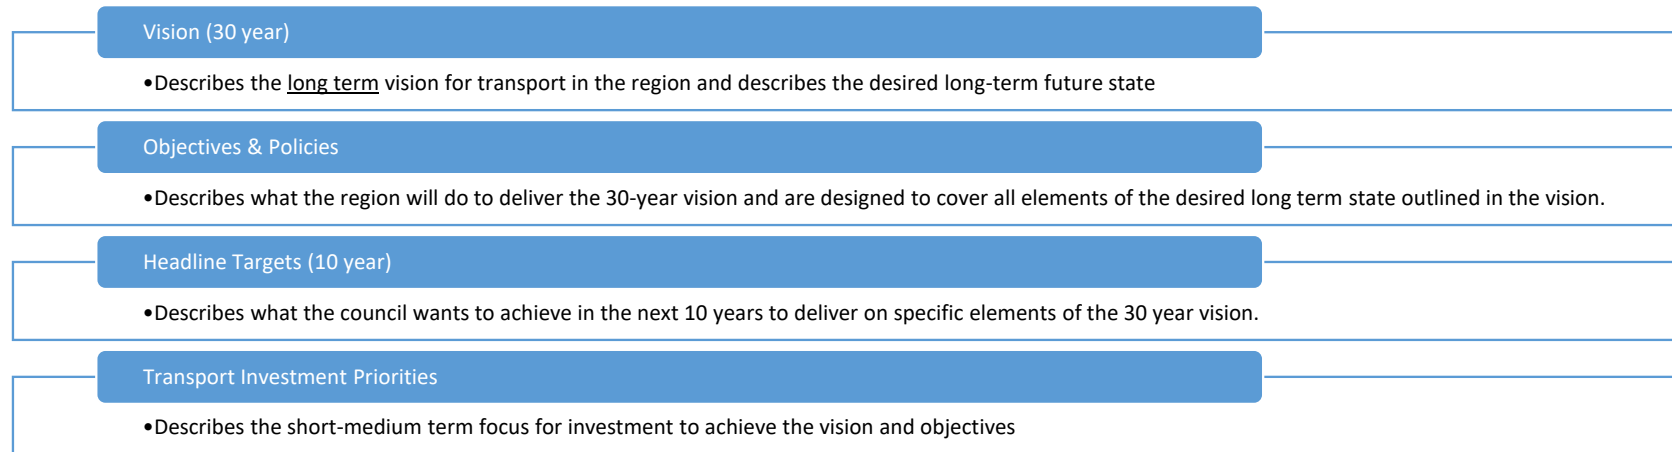 Vision (30 year)
•Describes the long term vision for transport in the region and describes the desired long-term future state
Objectives & Policies
•Describes what the region will do to deliver the 30-year vision and are designed to cover all elements of the desired long term state outlined in the vision.
Headline Targets (10 year)
•Describes what the council wants to achieve in the next 10 years to deliver on specific elements of the 30 year vision.
Transport Investment Priorities
•Describes the short-medium term focus for investment to achieve the vision and objectives